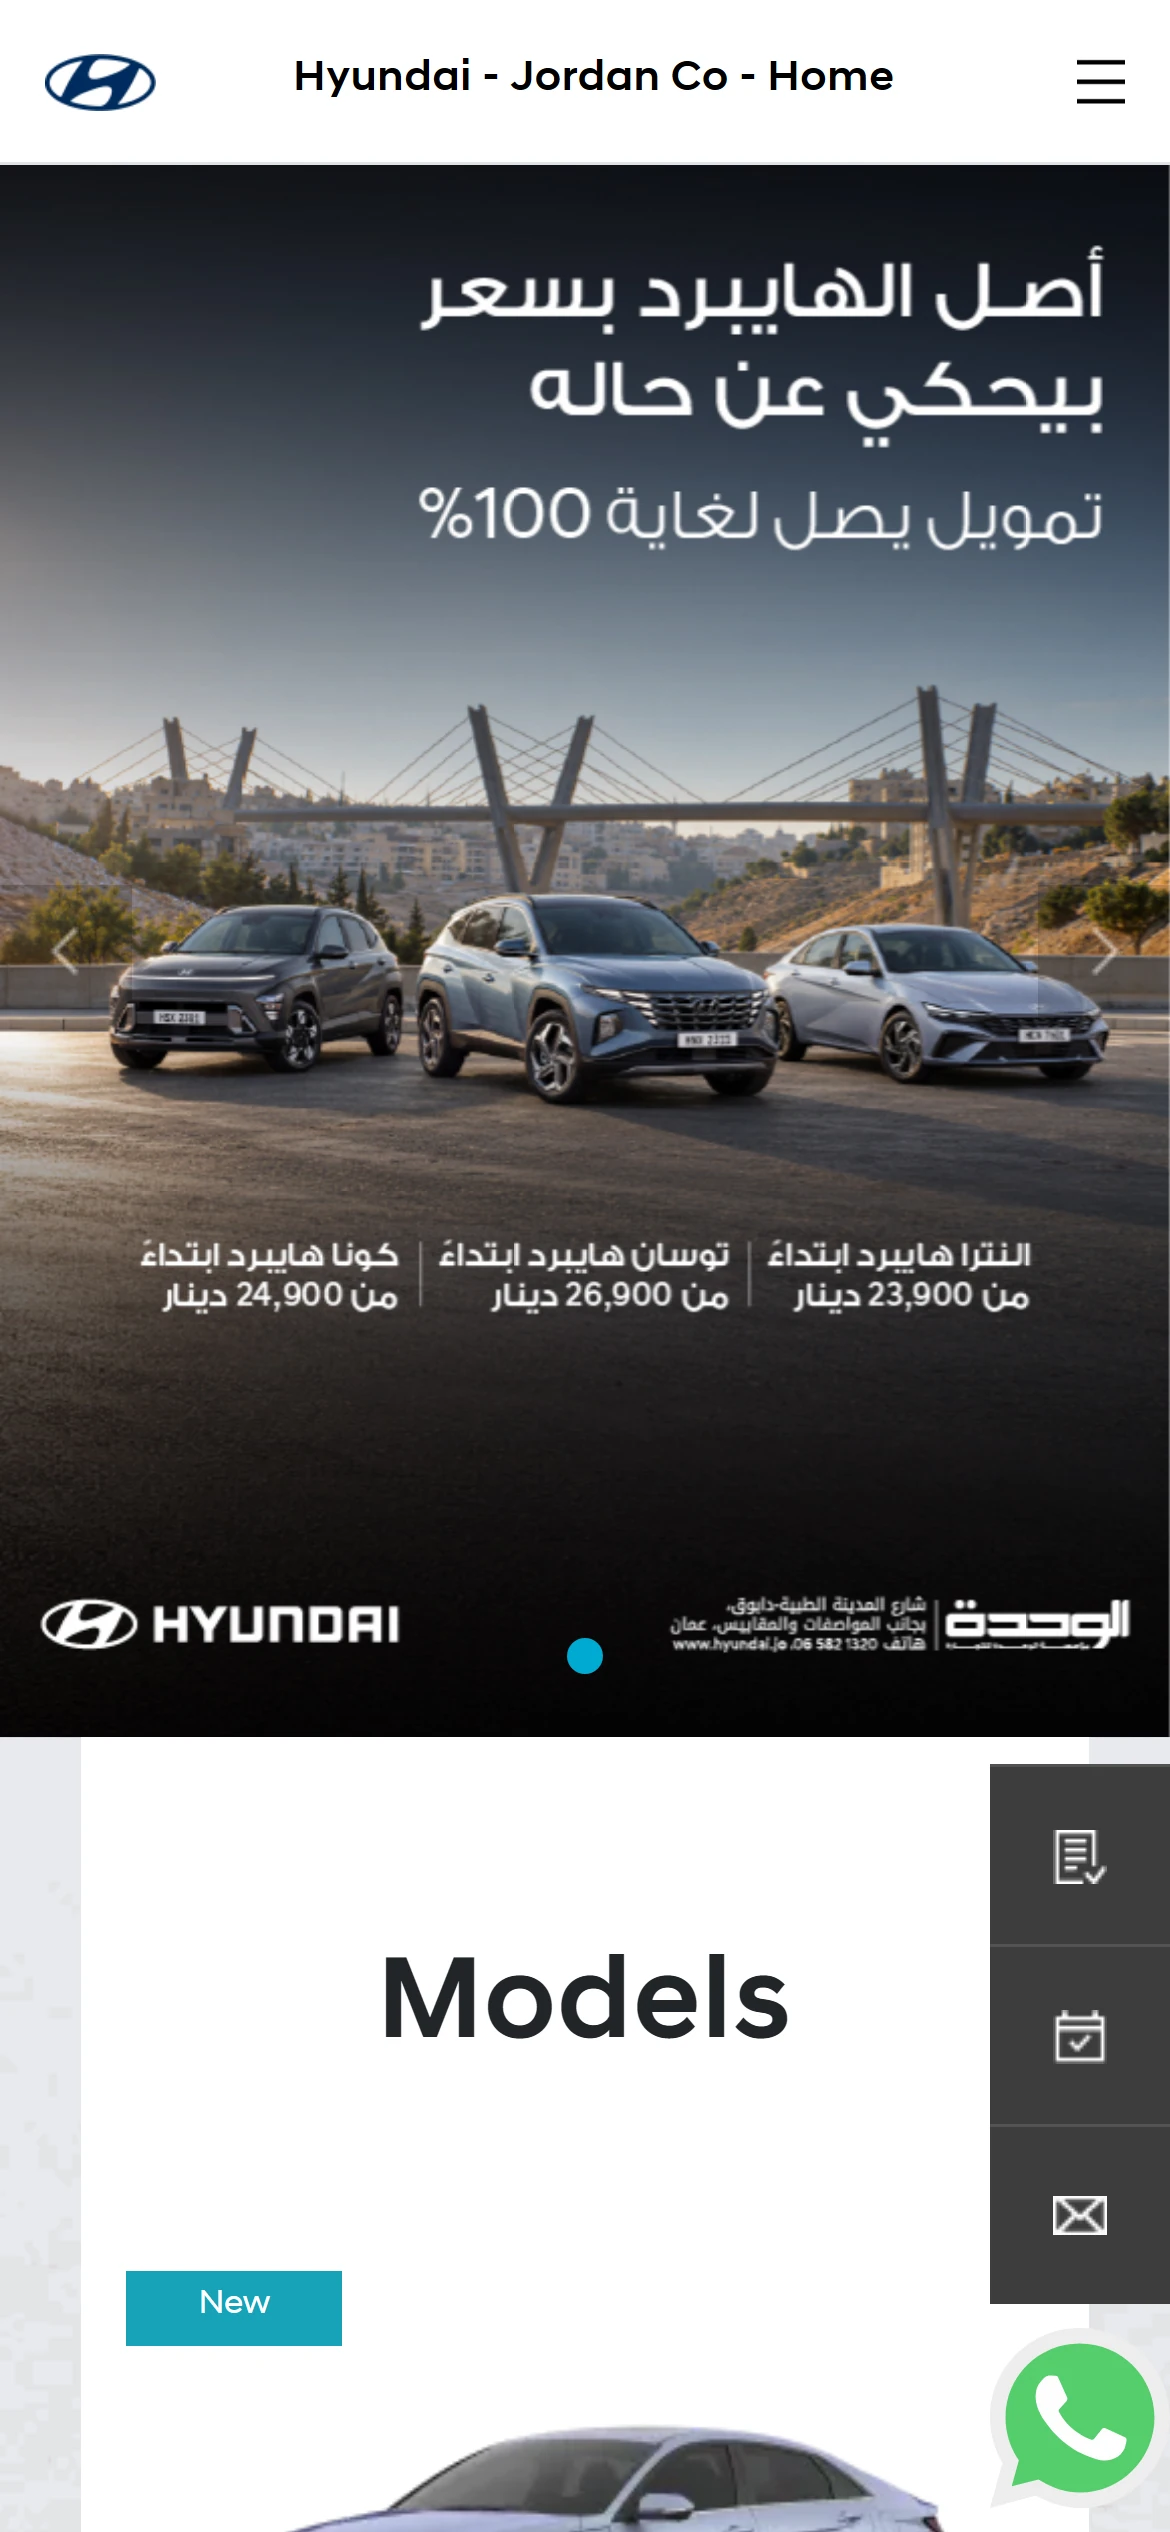 Hyundai - Jordan Co - Home
أصل الهايبرد بسعر
بيحكي عن حاله
تمويل يصل لغاية 100%
النترا هايبرد ابتداءً
من 23,900 دينار
توسان هايبرد ابتداءً
من 26,900 دينار
كونا هايبرد ابتداءً
من 24,900 دينار
HYUNDAI
الوحدة
شارع المدينة الطبية-دابوق،
بجانب المواصفات والمقاييس، عمان
هاتف 1320 582 06. www.hyundai.jo
Models
New